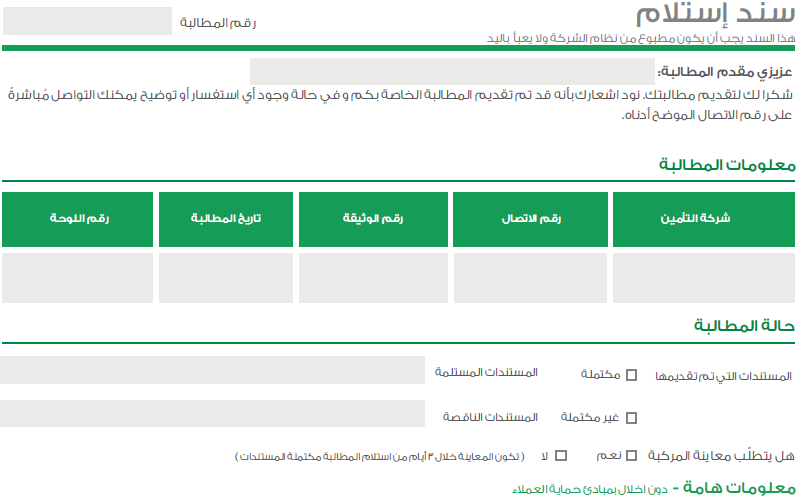 سند إستلام
رقم المطالبة
هذا السند يجب أن يكون مطبوع من نظام الشركة ولا يعبأ باليد
عزيزي مقدم المطالبة:
شكرا لك لتقديم مطالبتك. نود اشعارك بأنه قد تم تقديم المطالبة الخاصة بكم و في حالة وجود أي استفسار أو توضيح يمكنك التواصل مُباشرةً
على رقم الاتصال الموضح أدناه.
معلومات المطالبة
شركة التأمين رقم الاتصال رقم الوثيقة تاريخ المطالبة رقم اللوحة
حالة المطالبة
المستندات التي تم تقديمها مكتملة المستندات المستلمة
غير مكتملة المستندات الناقصة
هل يتطلّب معاينة المركبة نعم لا ( تكون المعاينة خلال ٣ أيام من استلام المطالبة مكتملة المستندات )
معلومات هامة - دون اخلال بمبادئ حماية العملاء